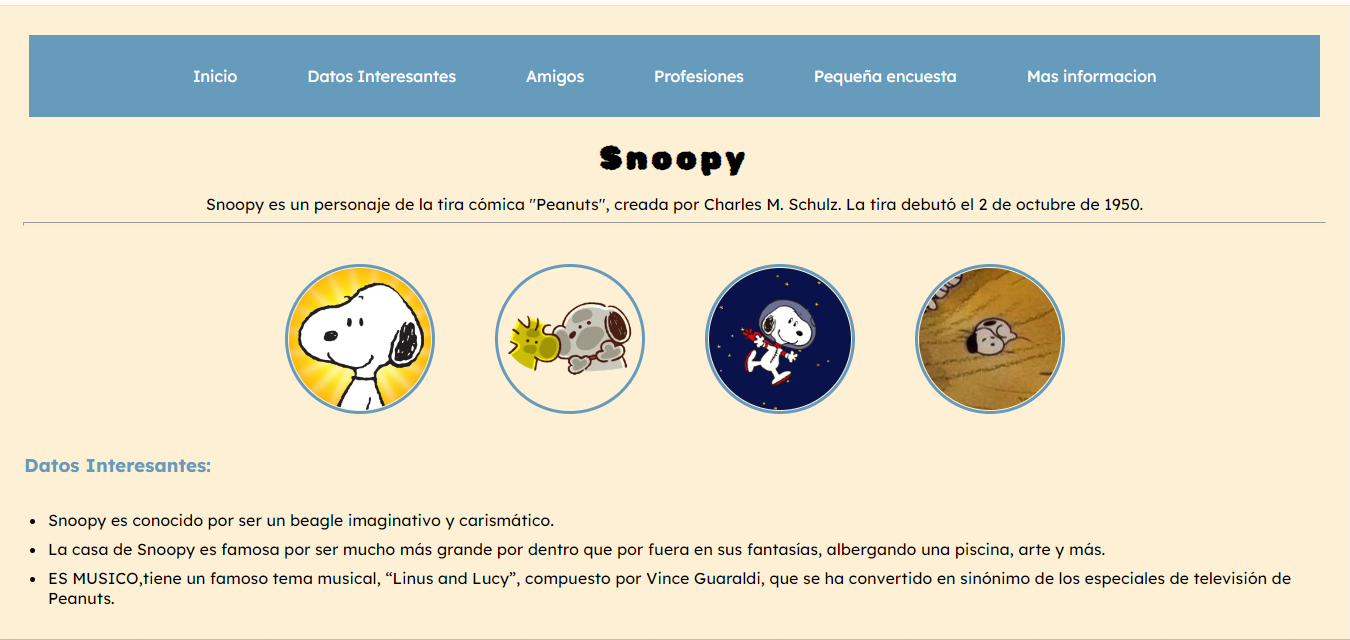 Inicio Datos Interesantes Amigos Profesiones Pequeña encuesta Mas informacion
Snoopy
Snoopy es un personaje de la tira cómica "Peanuts", creada por Charles M. Schulz. La tira debutó el 2 de octubre de 1950.
Datos Interesantes:
• Snoopy es conocido por ser un beagle imaginativo y carismático.
• La casa de Snoopy es famosa por ser mucho más grande por dentro que por fuera en sus fantasías, albergando una piscina, arte y más.
• ES MUSICO,tiene un famoso tema musical, “Linus and Lucy”, compuesto por Vince Guaraldi, que se ha convertido en sinónimo de los especiales de televisión de
Peanuts.